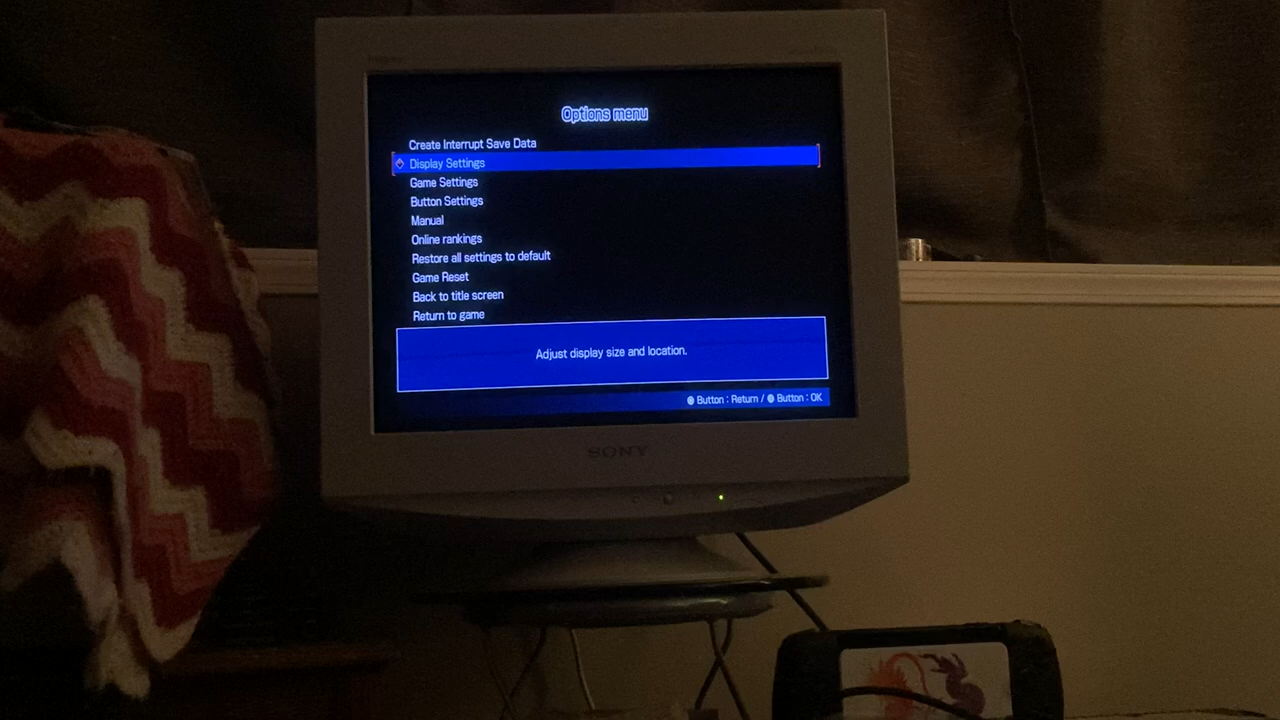 Options menu
Create Interrupt Save Data
Display Settings
Game Settings
Button Settings
Manual
Online rankings
Restore all settings to default
Game Reset
Back to title screen
Return to game
Adjust display size and location.
Button : Return / Button : OK
SONY